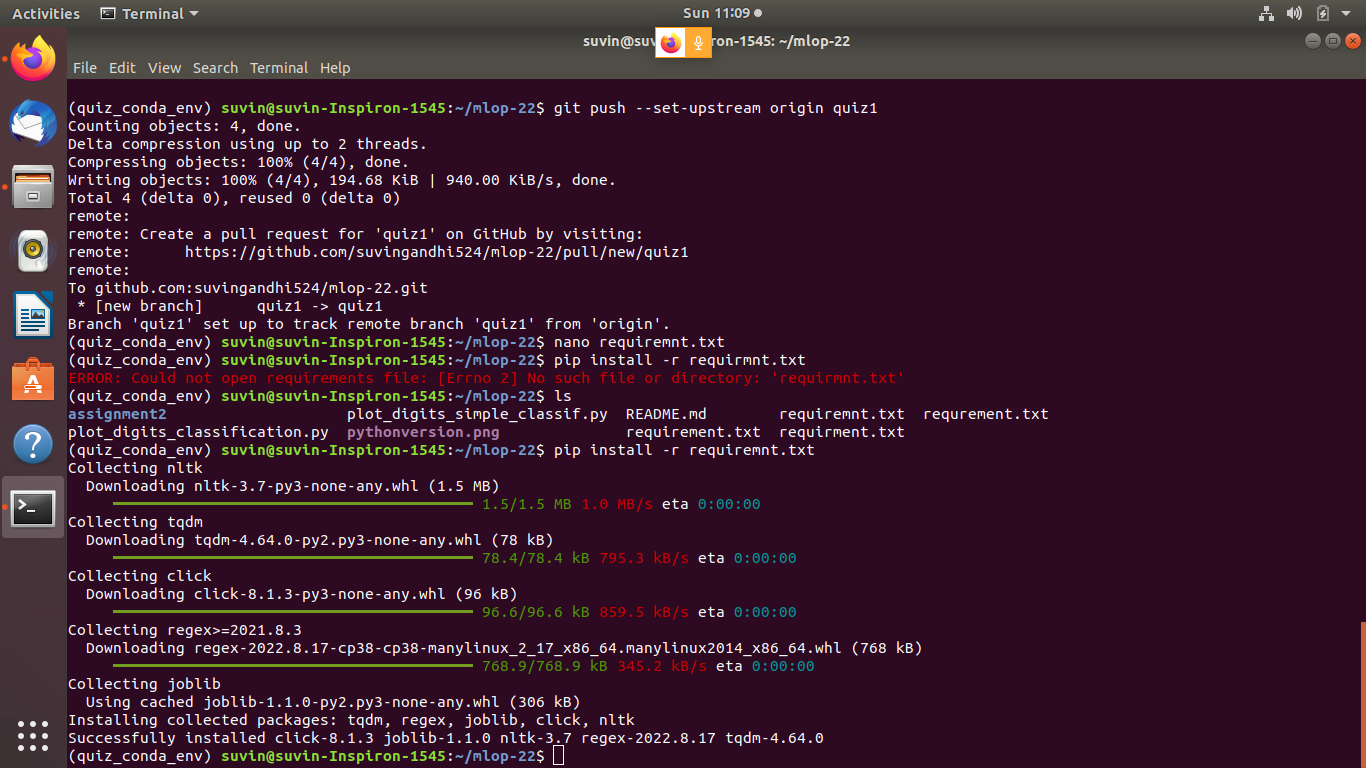 Activities Terminal Sun 11:09
suvin@suv iron-1545: ~/mlop-22
File Edit View Search Terminal Help
(quiz_conda_env) suvin@suvin-Inspiron-1545:~/mlop-22$ git push --set-upstream origin quiz1
Counting objects: 4, done.
Delta compression using up to 2 threads.
Compressing objects: 100% (4/4), done.
Writing objects: 100% (4/4), 194.68 KiB | 940.00 KiB/s, done.
Total 4 (delta 0), reused 0 (delta 0)
remote:
remote: Create a pull request for 'quiz1' on GitHub by visiting:
remote:      https://github.com/suvingandhi524/mlop-22/pull/new/quiz1
remote:
To github.com:suvingandhi524/mlop-22.git
 * [new branch]      quiz1 -> quiz1
Branch 'quiz1' set up to track remote branch 'quiz1' from 'origin'.
(quiz_conda_env) suvin@suvin-Inspiron-1545:~/mlop-22$ nano requiremnt.txt
(quiz_conda_env) suvin@suvin-Inspiron-1545:~/mlop-22$ pip install -r requirmnt.txt
ERROR: Could not open requirements file: [Errno 2] No such file or directory: 'requirmnt.txt'
(quiz_conda_env) suvin@suvin-Inspiron-1545:~/mlop-22$ ls
assignment2                    plot_digits_simple_classif.py  README.md        requiremnt.txt  requrement.txt
plot_digits_classification.py  pythonversion.png              requirement.txt  requirment.txt
(quiz_conda_env) suvin@suvin-Inspiron-1545:~/mlop-22$ pip install -r requiremnt.txt
Collecting nltk
  Downloading nltk-3.7-py3-none-any.whl (1.5 MB)
1.5/1.5 MB 1.0 MB/s eta 0:00:00
Collecting tqdm
  Downloading tqdm-4.64.0-py2.py3-none-any.whl (78 kB)
78.4/78.4 kB 795.3 kB/s eta 0:00:00
Collecting click
  Downloading click-8.1.3-py3-none-any.whl (96 kB)
96.6/96.6 kB 859.5 kB/s eta 0:00:00
Collecting regex>=2021.8.3
  Downloading regex-2022.8.17-cp38-cp38-manylinux_2_17_x86_64.manylinux2014_x86_64.whl (768 kB)
768.9/768.9 kB 345.2 kB/s eta 0:00:00
Collecting joblib
  Using cached joblib-1.1.0-py2.py3-none-any.whl (306 kB)
Installing collected packages: tqdm, regex, joblib, click, nltk
Successfully installed click-8.1.3 joblib-1.1.0 nltk-3.7 regex-2022.8.17 tqdm-4.64.0
(quiz_conda_env) suvin@suvin-Inspiron-1545:~/mlop-22$